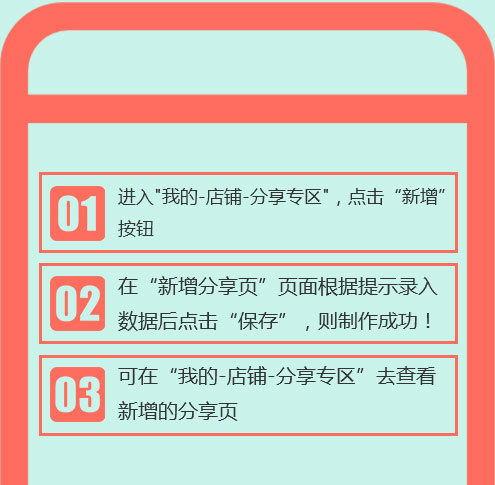 01
进入"我的-店铺-分享专区"，点击“新增”
按钮
02
在“新增分享页”页面根据提示录入
数据后点击“保存”，则制作成功！
03
可在“我的-店铺-分享专区”去查看
新增的分享页